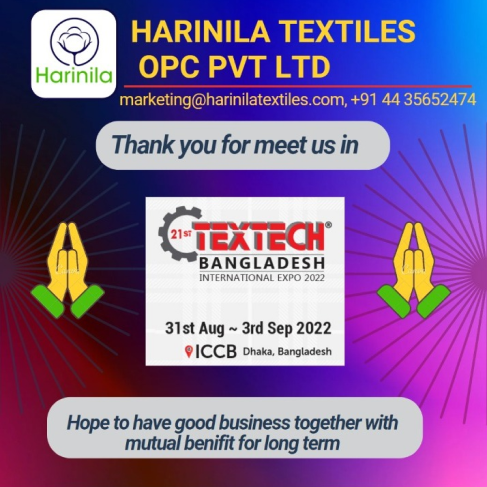 Harinila
HARINILA TEXTILES
OPC PVT LTD
marketing@harinilatextiles.com, +91 44 35652474
Thank you for meet us in
21ST
TEXTECH®
BANGLADESH
INTERNATIONAL EXPO 2022
31st Aug ~ 3rd Sep 2022
ICCB Dhaka, Bangladesh
Hope to have good business together with
mutual benifit for long term